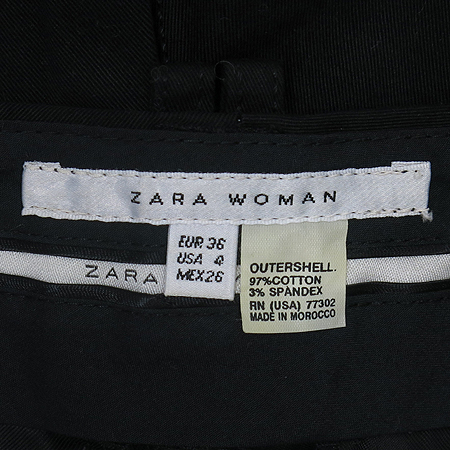 ZARA WOMAN
EUR 36
USA 4
MEX 26
ZARA
OUTERSHELL.
97%COTTON
3% SPANDEX
RN (USA) 77302
MADE IN MOROCCO